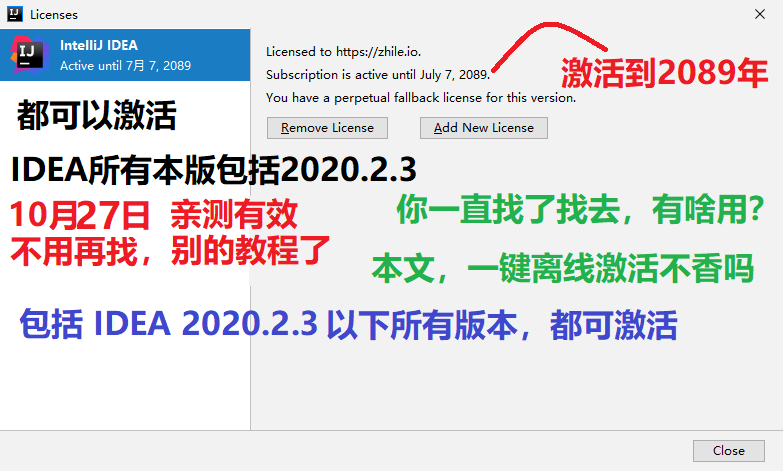 Licenses
IntelliJ IDEA
Active until 7月 7, 2089
Licensed to https://zhile.io.
Subscription is active until July 7, 2089.
激活到2089年
You have a perpetual fallback license for this version.
Remove License
Add New License
都可以激活
IDEA所有本版包括2020.2.3
10月27日 亲测有效
不用再找，别的教程了
你一直找了找去，有啥用?
本文，一键离线激活不香吗
包括 IDEA 2020.2.3 以下所有版本，都可激活
Close